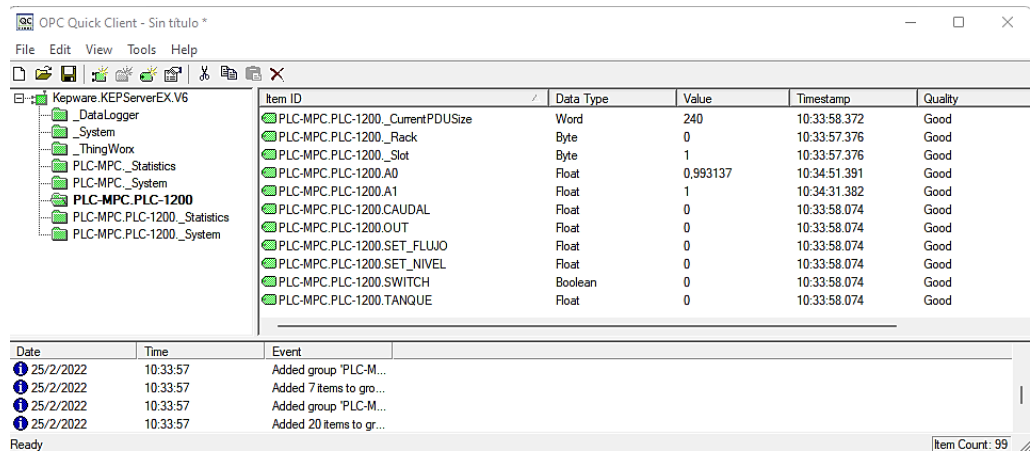 OPC Quick Client - Sin título *
File Edit View Tools Help
Kepware.KEPServerEX.V6
_DataLogger
_System
_ThingWorx
PLC-MPC._Statistics
PLC-MPC._System
PLC-MPC.PLC-1200
PLC-MPC.PLC-1200._Statistics
PLC-MPC.PLC-1200._System
Item ID Data Type Value Timestamp Quality
PLC-MPC.PLC-1200._CurrentPDUSize Word 240 10:33:58.372 Good
PLC-MPC.PLC-1200._Rack Byte 0 10:33:57.376 Good
PLC-MPC.PLC-1200._Slot Byte 1 10:33:57.376 Good
PLC-MPC.PLC-1200.A0 Float 0,993137 10:34:51.391 Good
PLC-MPC.PLC-1200.A1 Float 1 10:34:31.382 Good
PLC-MPC.PLC-1200.CAUDAL Float 0 10:33:58.074 Good
PLC-MPC.PLC-1200.OUT Float 0 10:33:58.074 Good
PLC-MPC.PLC-1200.SET_FLUJO Float 0 10:33:58.074 Good
PLC-MPC.PLC-1200.SET_NIVEL Float 0 10:33:58.074 Good
PLC-MPC.PLC-1200.SWITCH Boolean 0 10:33:58.074 Good
PLC-MPC.PLC-1200.TANQUE Float 0 10:33:58.074 Good
Date Time Event
25/2/2022 10:33:57 Added group 'PLC-M...
25/2/2022 10:33:57 Added 7 items to gro...
25/2/2022 10:33:57 Added group 'PLC-M...
25/2/2022 10:33:57 Added 20 items to gr...
Ready Item Count: 99